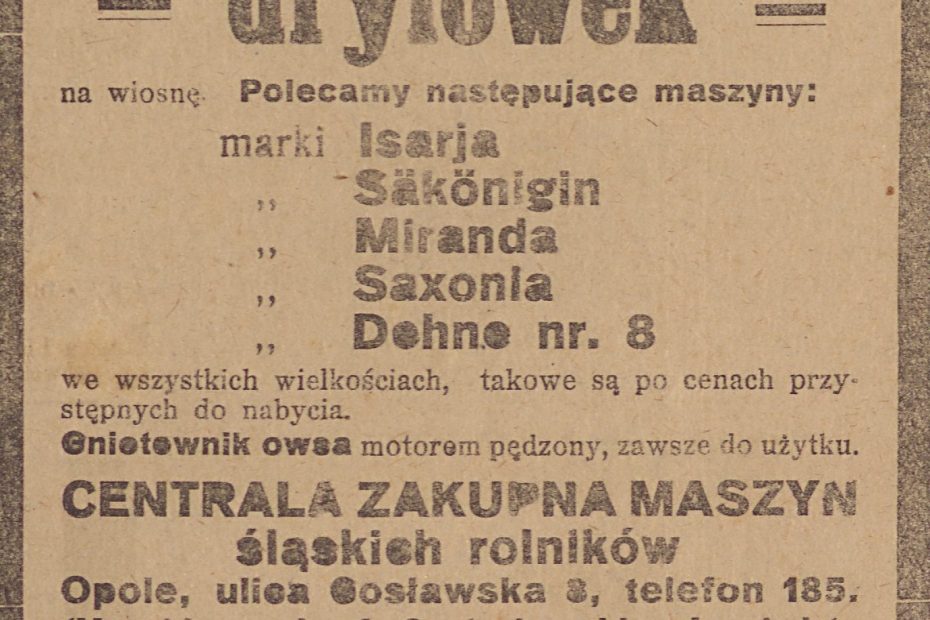 drylówek
na wiosnę. Polecamy następujące maszyny:
marki Isarja
„ Säkönigin
„ Miranda
„ Saxonia
„ Dehne nr. 8
we wszystkich wielkościach, takowe są po cenach przy-
stępnych do nabycia.
Gniotownik owsa motorem pędzony, zawsze do użytku.
CENTRALA ZAKUPNA MASZYN
śląskich rolników
Opole, ulica Gosławska 8, telefon 185.